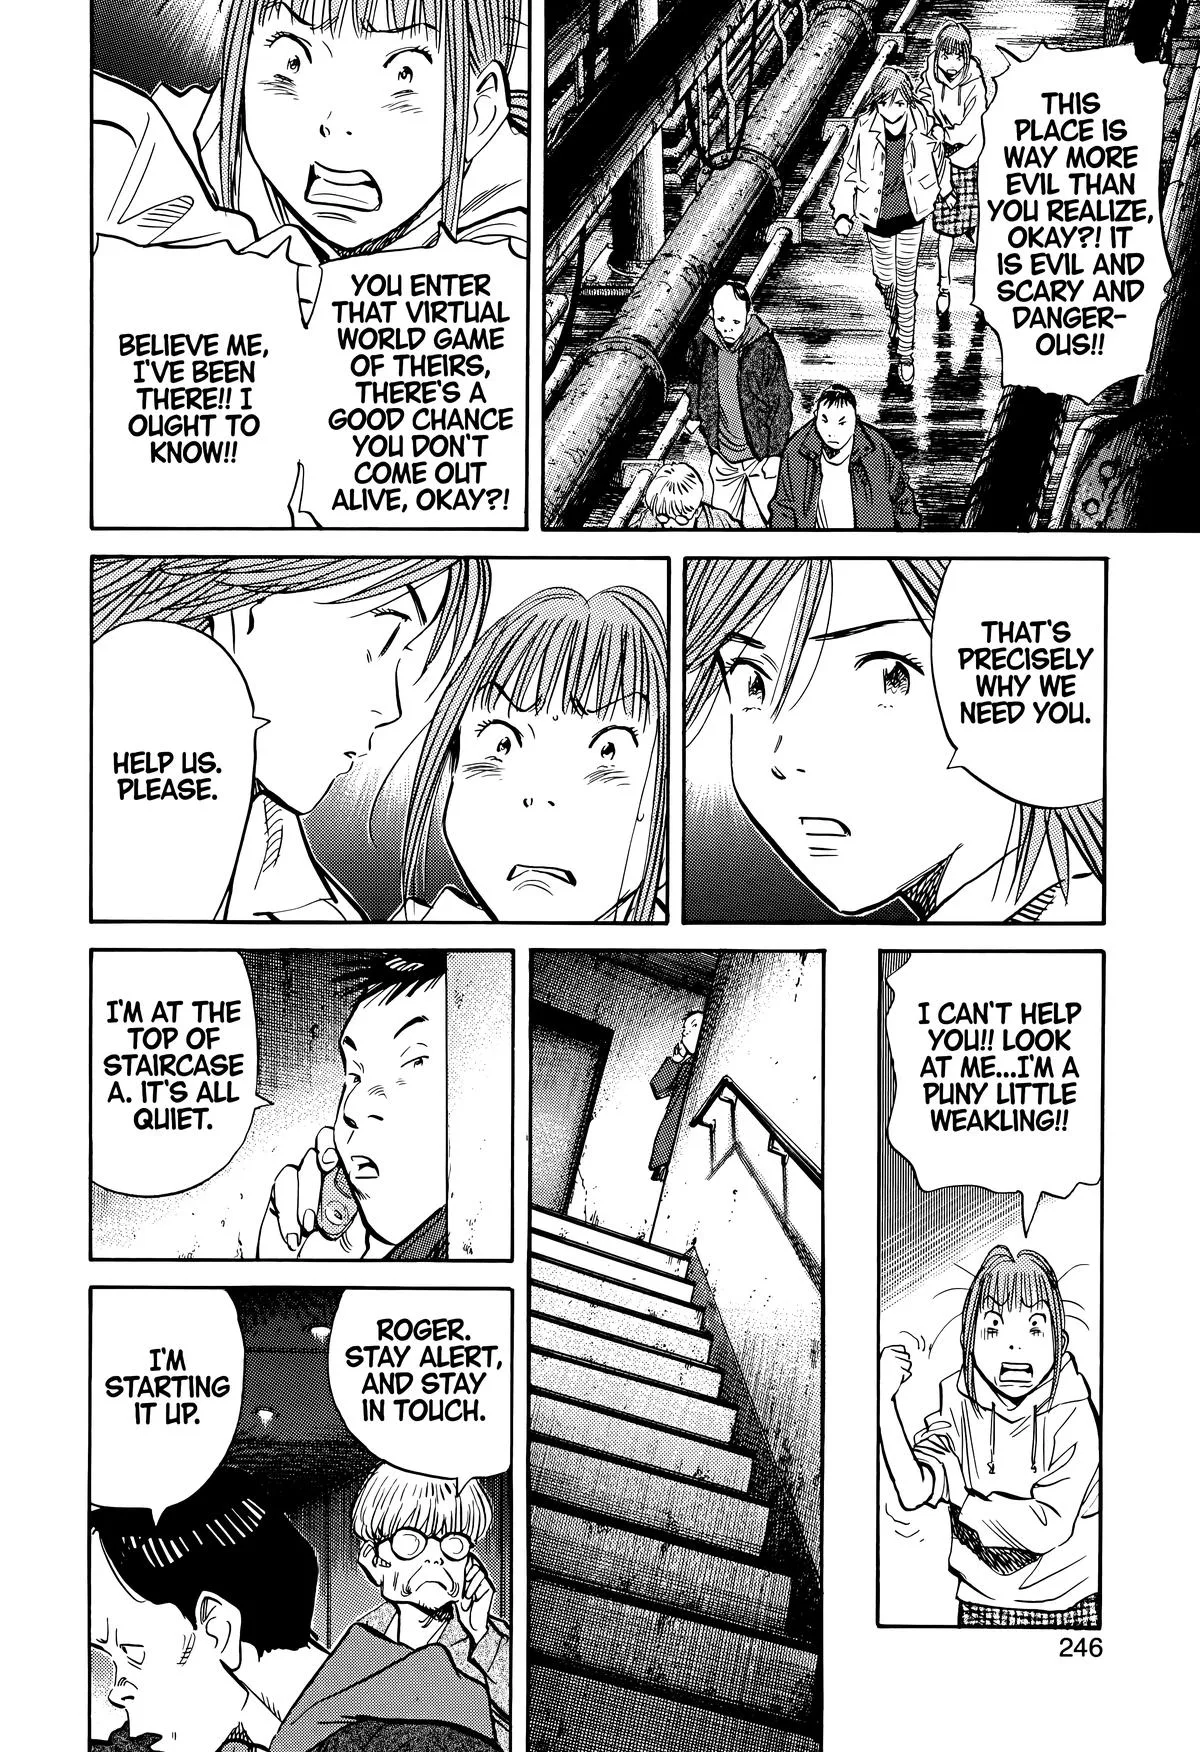 THIS
PLACE IS
WAY MORE
EVIL THAN
YOU REALIZE,
OKAY?! IT
IS EVIL AND
SCARY AND
DANGER-
OUS!!
YOU ENTER
THAT VIRTUAL
WORLD GAME
OF THEIRS,
THERE'S A
GOOD CHANCE
YOU DON'T
COME OUT
ALIVE, OKAY?!
BELIEVE ME,
I'VE BEEN
THERE!! I
OUGHT TO
KNOW!!
THAT'S
PRECISELY
WHY WE
NEED YOU.
HELP US.
PLEASE.
I CAN'T HELP
YOU!! LOOK
AT ME...I'M A
PUNY LITTLE
WEAKLING!!
I'M AT THE
TOP OF
STAIRCASE
A. IT'S ALL
QUIET.
ROGER.
STAY ALERT,
AND STAY
IN TOUCH.
I'M
STARTING
IT UP.
246